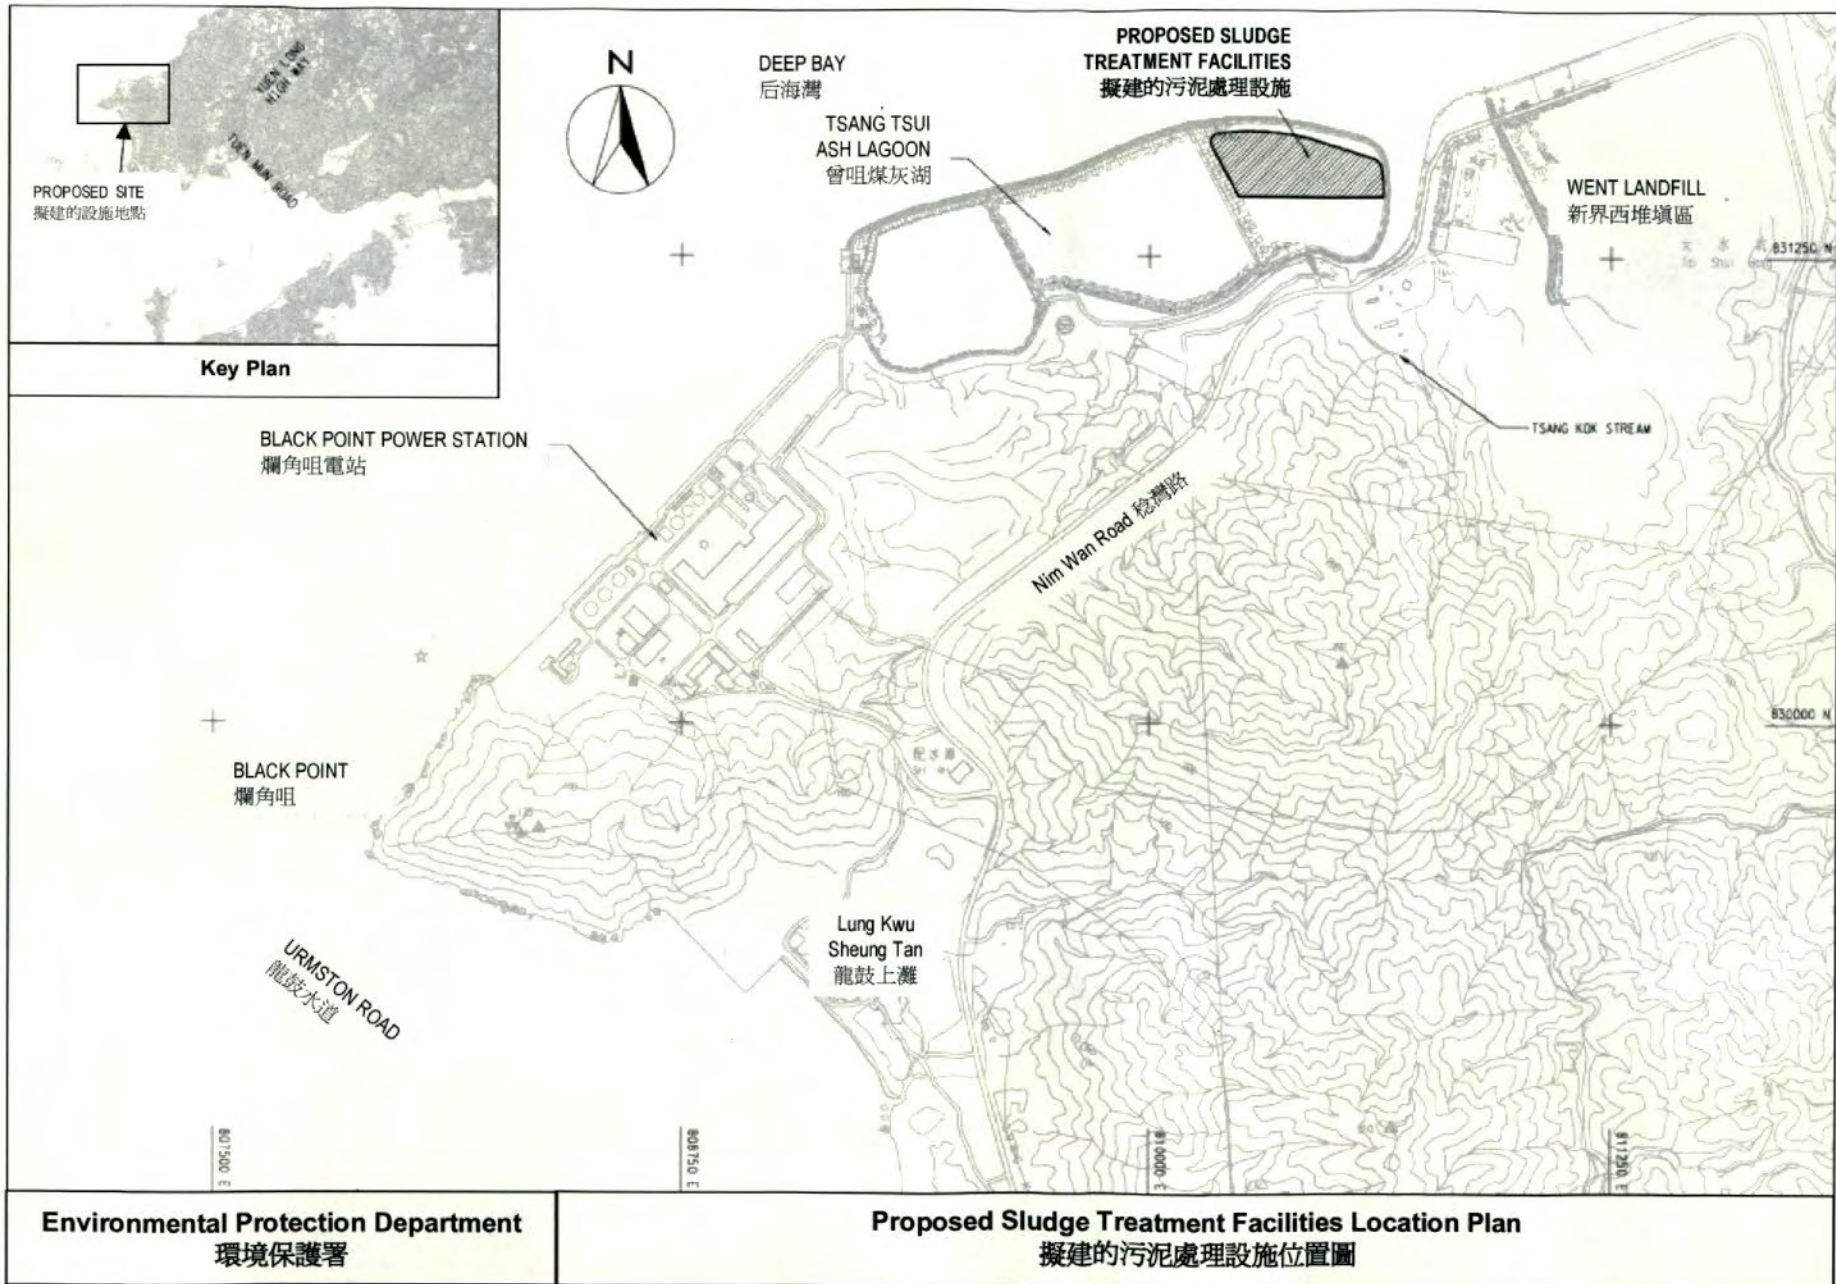 YUEN LONG
HIGH WAY
TUEN MUN ROAD
PROPOSED SITE
擬建的設施地點
Key Plan
N
DEEP BAY
后海灣
TSANG TSUI
ASH LAGOON
曾咀煤灰湖
PROPOSED SLUDGE
TREATMENT FACILITIES
擬建的污泥處理設施
WENT LANDFILL
新界西堆填區
831250 N
TSANG KOK STREAM
BLACK POINT POWER STATION
爛角咀電站
Nim Wan Road 稔灣路
830000 N
BLACK POINT
爛角咀
配水庫
Lung Kwu
Sheung Tan
龍鼓上灘
URMSTON ROAD
龍鼓水道
807500 E
808750 E
810000 E
811250 E
Environmental Protection Department
環境保護署
Proposed Sludge Treatment Facilities Location Plan
擬建的污泥處理設施位置圖